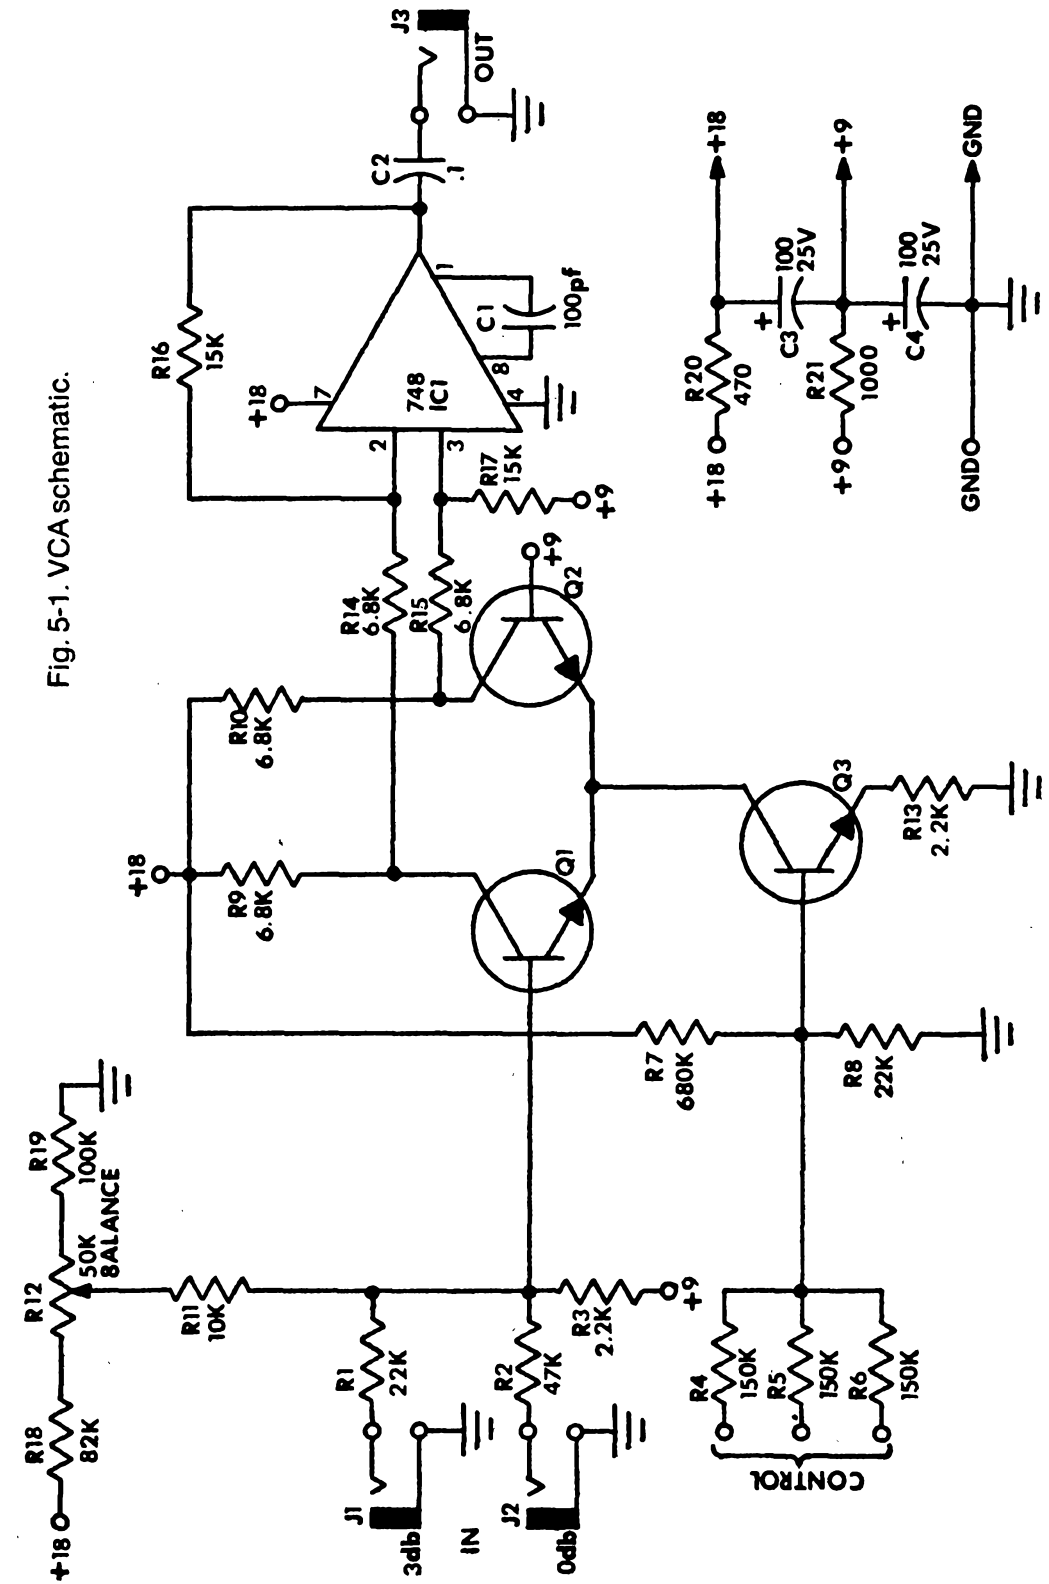 Fig. 5-1. VCA schematic.
+18
R18
82K
R12
50K
BALANCE
R19
100K
R11
10K
J1
3db
IN
R1
22K
J2
0db
R2
47K
R3
2.2K
+9
CONTROL
R4
150K
R5
150K
R6
150K
R7
680K
R8
22K
+18
R9
6.8K
R10
6.8K
Q1
Q2
+9
Q3
R13
2.2K
R14
6.8K
R15
6.8K
R16
15K
R17
15K
+9
+18
7
2
3
748
IC1
4
8
1
C1
100pf
C2
.1
J3
OUT
+18
R20
470
+18
C3
+
100
25V
+9
R21
1000
+9
C4
+
100
25V
GND
GND